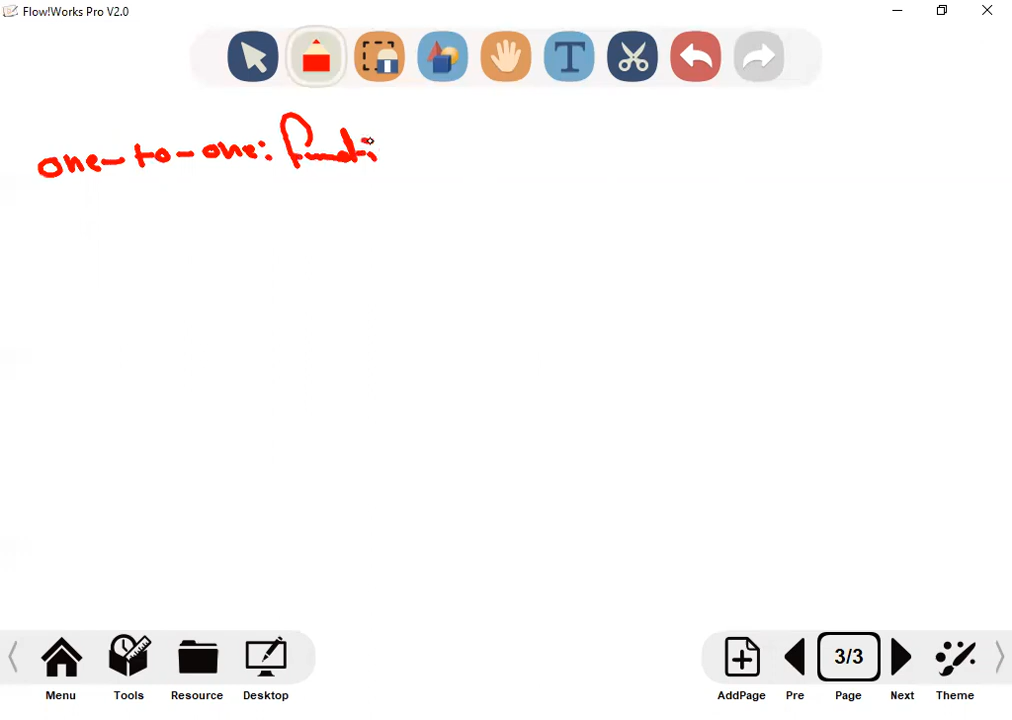 Flow!Works Pro V2.0
T
one-to-one: functi
Menu Tools Resource Desktop AddPage Pre 3/3 Page Next Theme